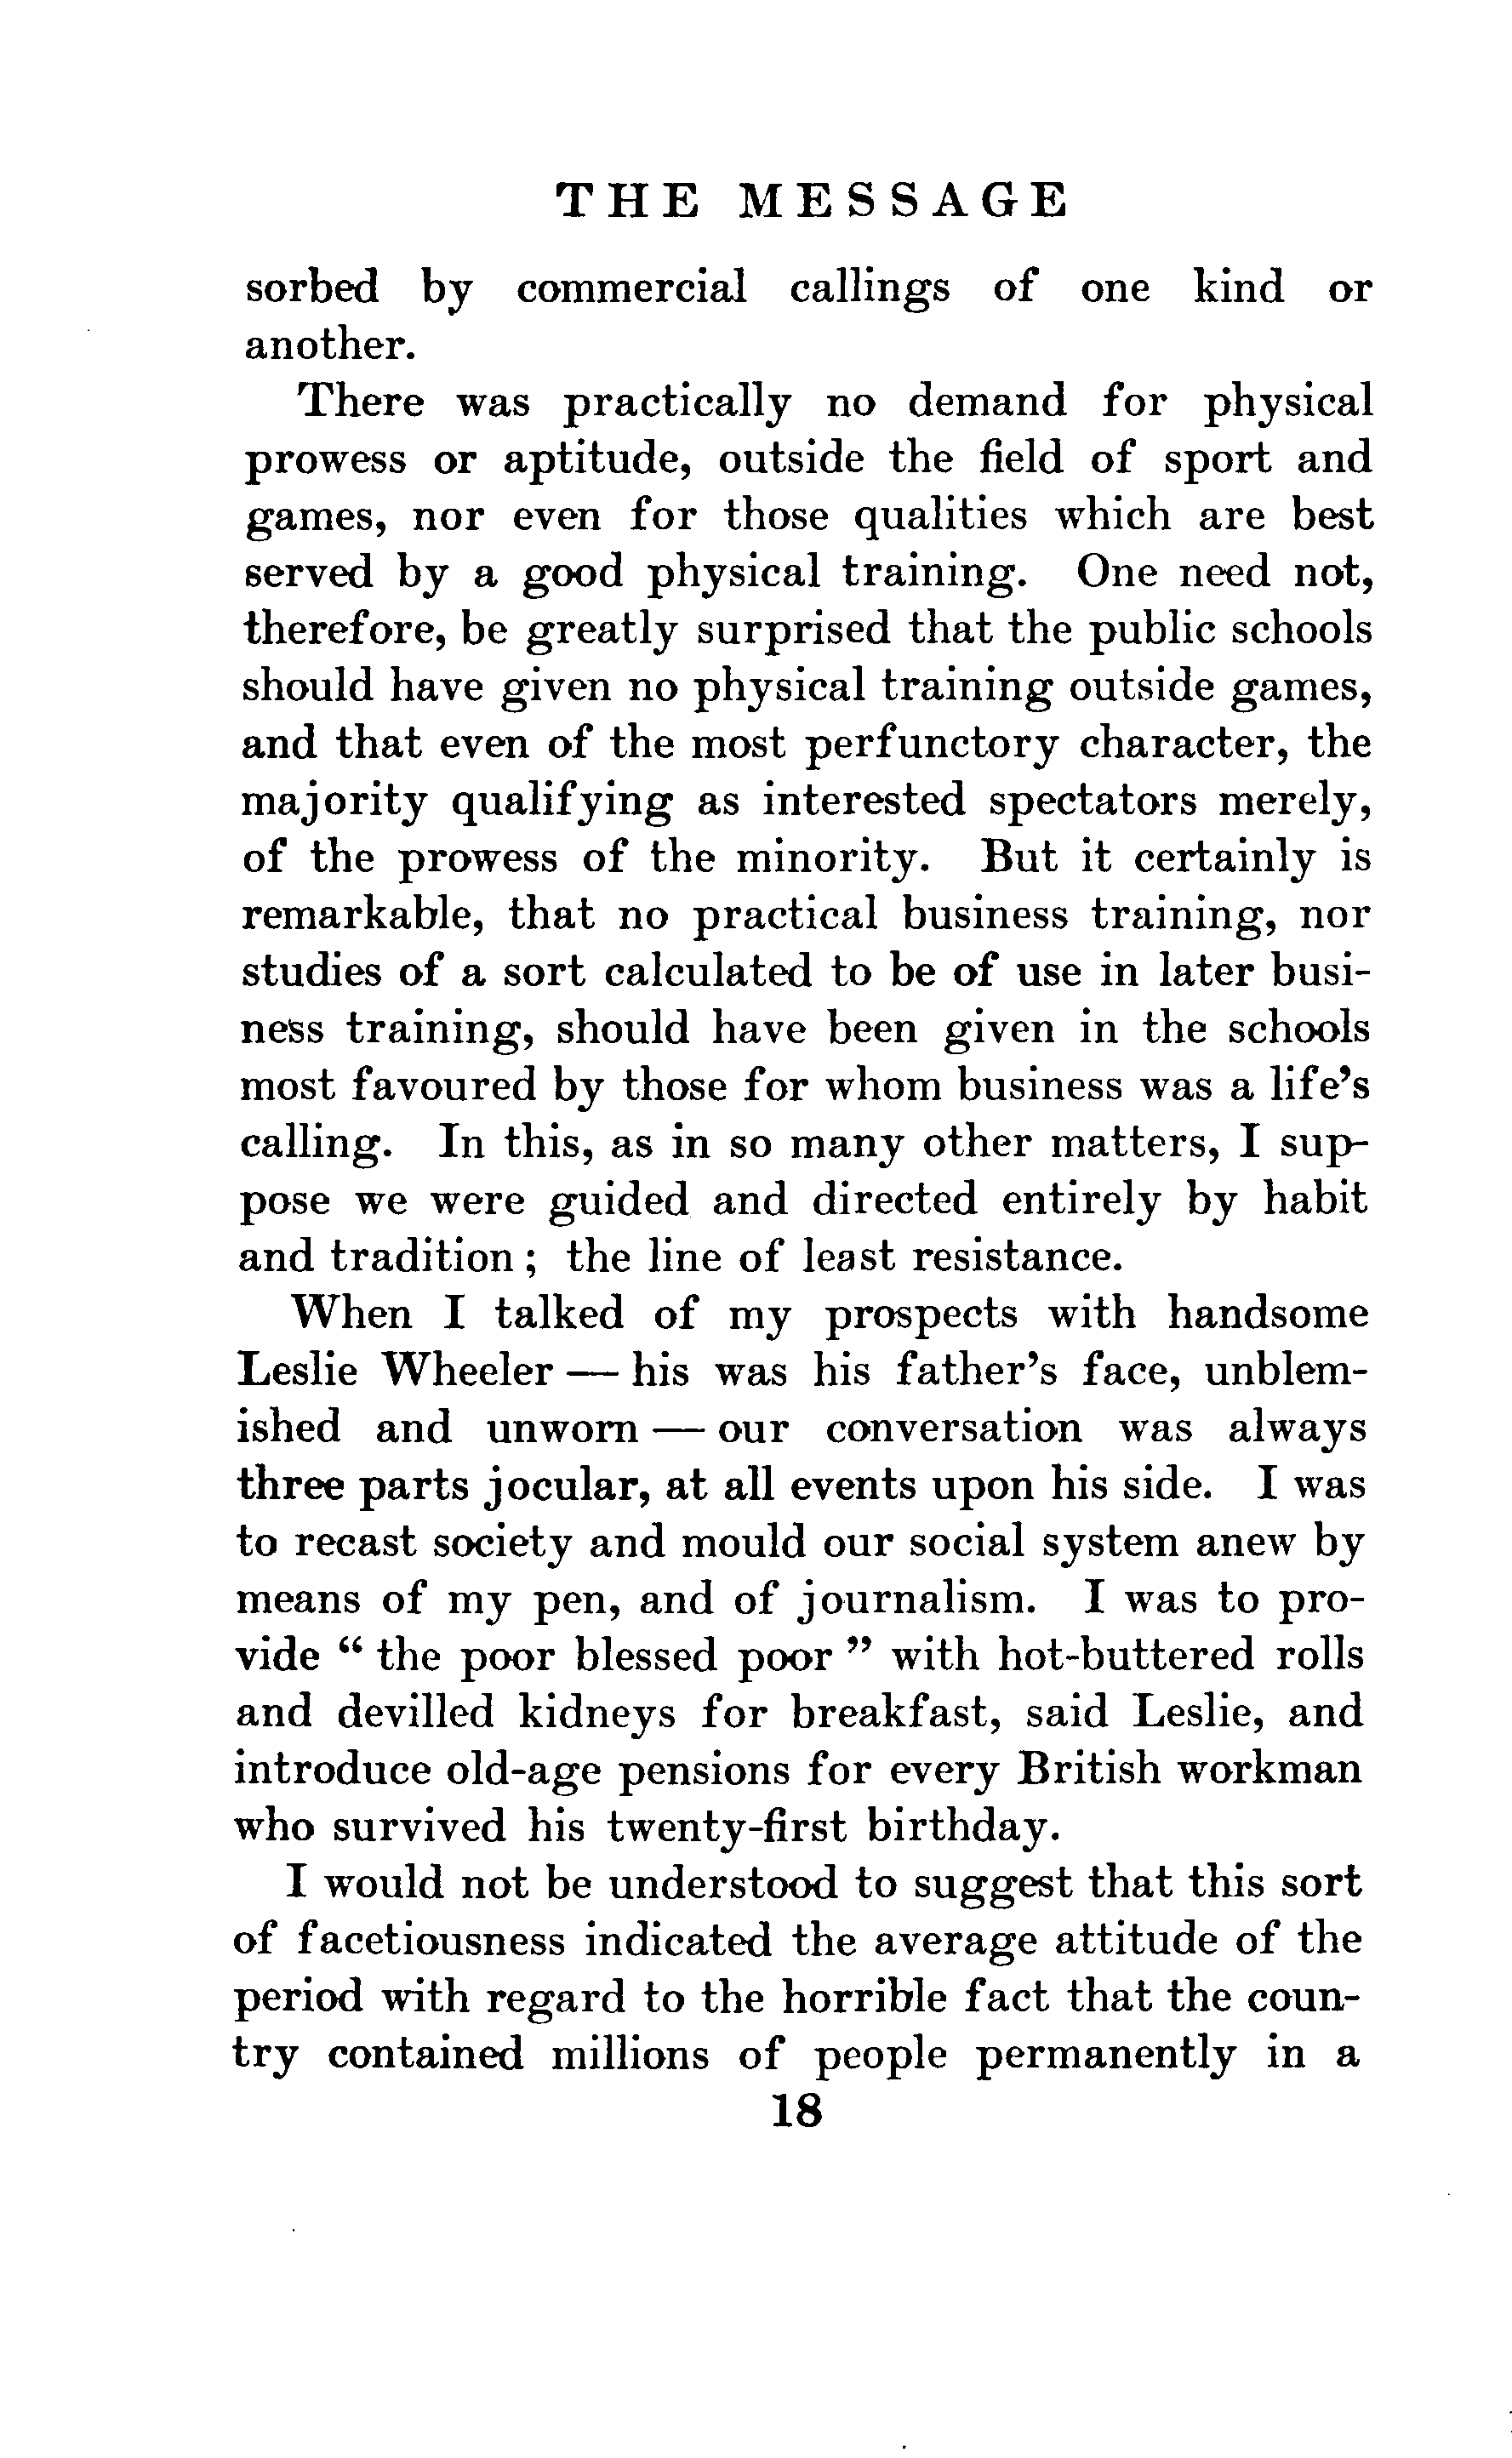 THE MESSAGE
sorbed by commercial callings of one kind or
another.
There was practically no demand for physical
prowess or aptitude, outside the field of sport and
games, nor even for those qualities which are best
served by a good physical training. One need not,
therefore, be greatly surprised that the public schools
should have given no physical training outside games,
and that even of the most perfunctory character, the
majority qualifying as interested spectators merely,
of the prowess of the minority. But it certainly is
remarkable, that no practical business training, nor
studies of a sort calculated to be of use in later busi-
ness training, should have been given in the schools
most favoured by those for whom business was a life's
calling. In this, as in so many other matters, I sup-
pose we were guided and directed entirely by habit
and tradition; the line of least resistance.
When I talked of my prospects with handsome
Leslie Wheeler — his was his father's face, unblem-
ished and unworn — our conversation was always
three parts jocular, at all events upon his side. I was
to recast society and mould our social system anew by
means of my pen, and of journalism. I was to pro-
vide “the poor blessed poor” with hot-buttered rolls
and devilled kidneys for breakfast, said Leslie, and
introduce old-age pensions for every British workman
who survived his twenty-first birthday.
I would not be understood to suggest that this sort
of facetiousness indicated the average attitude of the
period with regard to the horrible fact that the coun-
try contained millions of people permanently in a
18